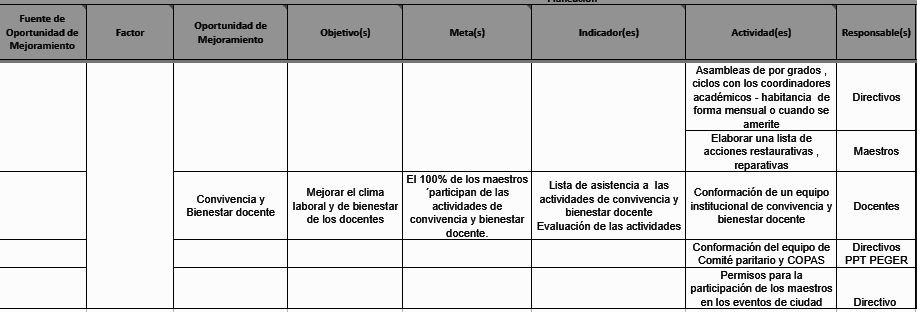 Planeación
Fuente de
Oportunidad de
Mejoramiento
Factor
Oportunidad de
Mejoramiento
Objetivo(s)
Meta(s)
Indicador(es)
Actividad(es)
Responsable(s)
Asambleas de por grados ,
ciclos con los coordinadores
académicos - habitancia de
forma mensual o cuando se
amerite
Directivos
Elaborar una lista de
acciones restaurativas ,
reparativas
Maestros
Convivencia y
Bienestar docente
Mejorar el clima
laboral y de bienestar
de los docentes
El 100% de los maestros
´participan de las
actividades de
convivencia y bienestar
docente.
Lista de asistencia a las
actividades de convivencia y
bienestar docente
Evaluación de las actividades
Conformación de un equipo
institucional de convivencia y
bienestar docente
Docentes
Conformación del equipo de
Comité paritario y COPAS
Directivos
PPT PEGER
Permisos para la
participación de los maestros
en los eventos de ciudad
Directivo